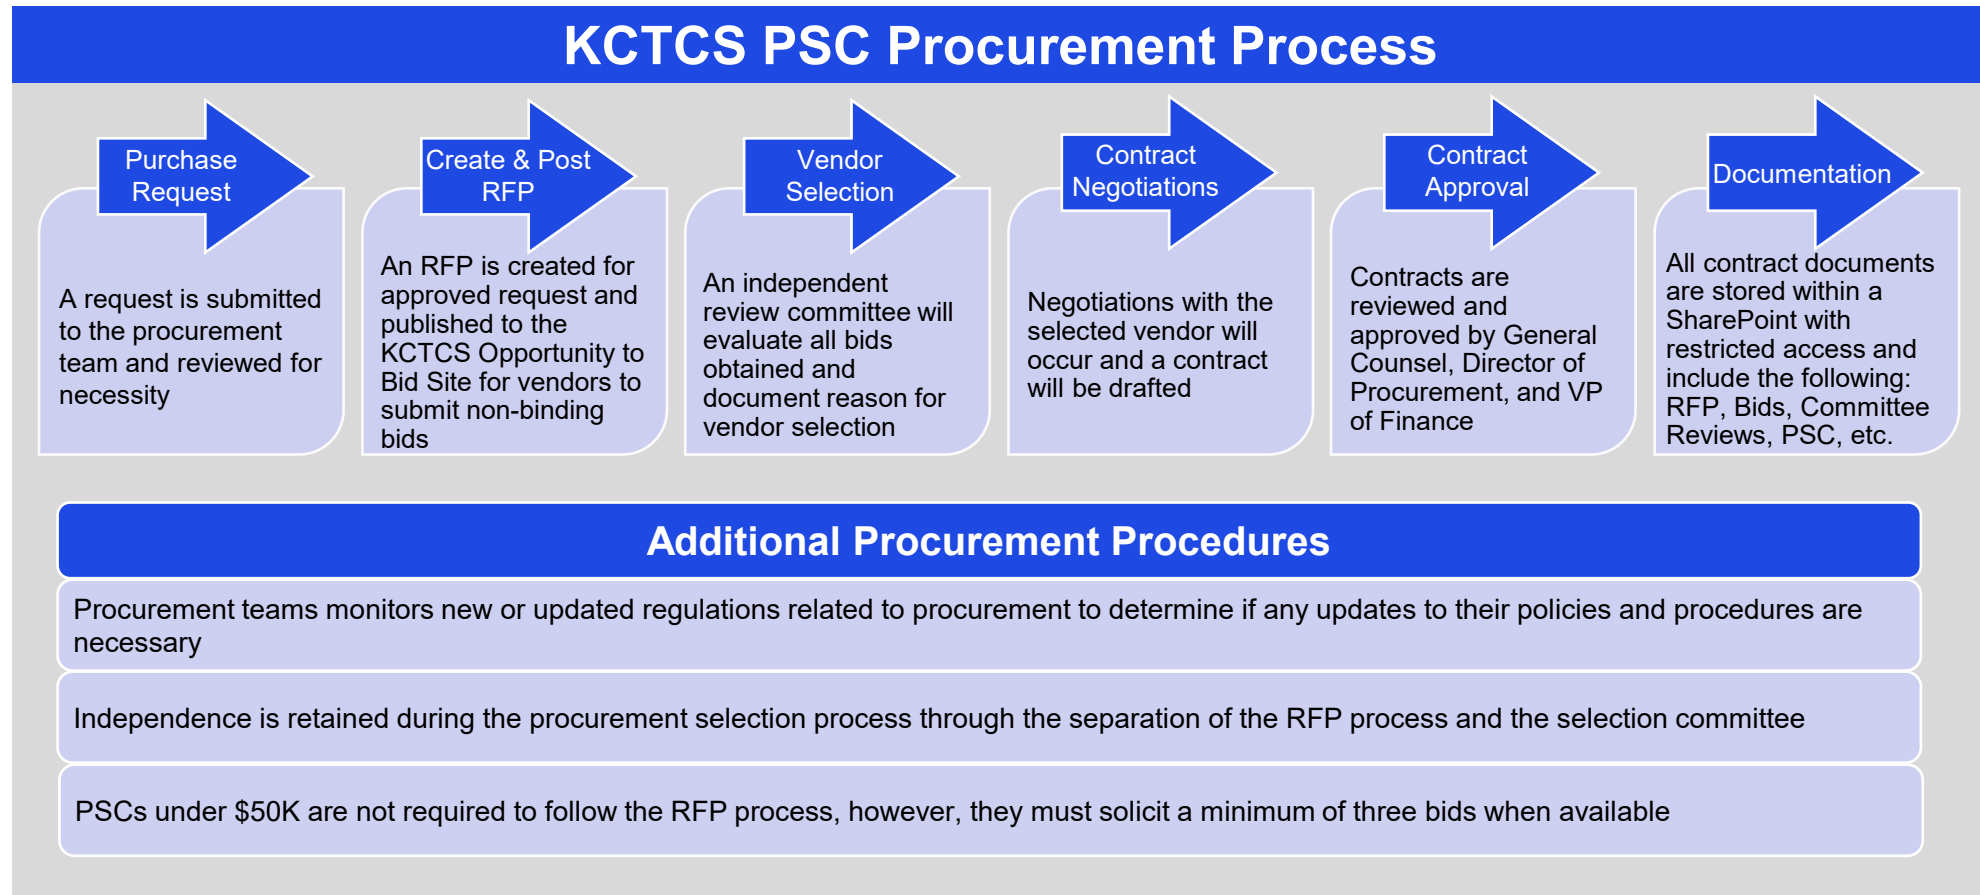 KCTCS PSC Procurement Process
Purchase
Request
A request is submitted
to the procurement
team and reviewed for
necessity
Create & Post
RFP
An RFP is created for
approved request and
published to the
KCTCS Opportunity to
Bid Site for vendors to
submit non-binding
bids
Vendor
Selection
An independent
review committee will
evaluate all bids
obtained and
document reason for
vendor selection
Contract
Negotiations
Negotiations with the
selected vendor will
occur and a contract
will be drafted
Contract
Approval
Contracts are
reviewed and
approved by General
Counsel, Director of
Procurement, and VP
of Finance
Documentation
All contract documents
are stored within a
SharePoint with
restricted access and
include the following:
RFP, Bids, Committee
Reviews, PSC, etc.
Additional Procurement Procedures
Procurement teams monitors new or updated regulations related to procurement to determine if any updates to their policies and procedures are
necessary
Independence is retained during the procurement selection process through the separation of the RFP process and the selection committee
PSCs under $50K are not required to follow the RFP process, however, they must solicit a minimum of three bids when available